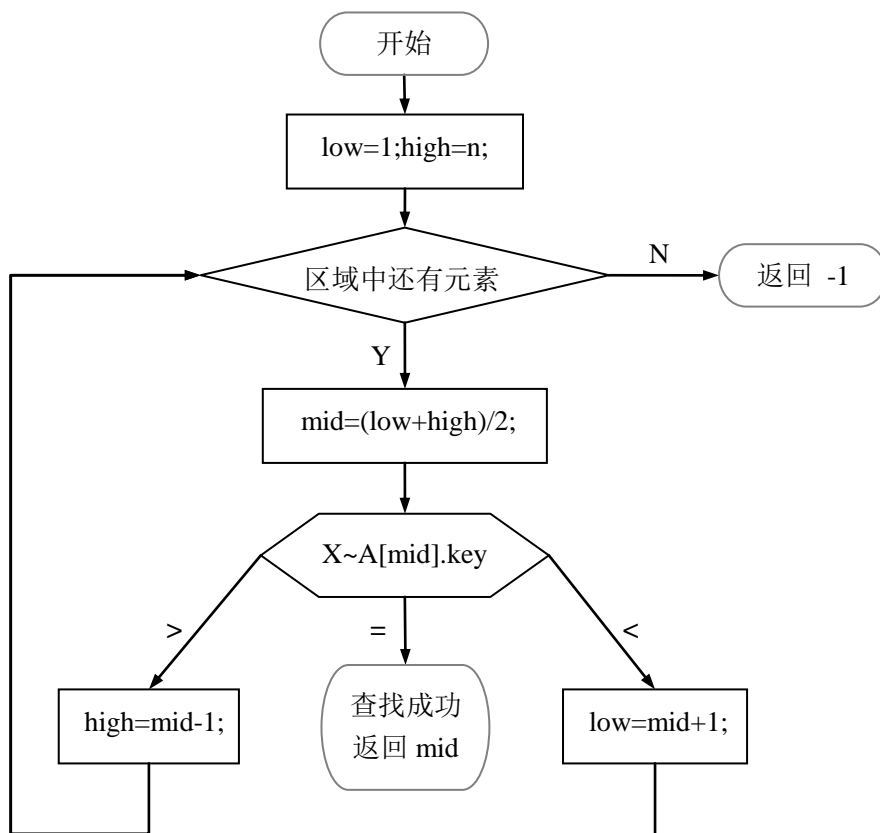 开始
low=1;high=n;
区域中还有元素
N
返回 -1
Y
mid=(low+high)/2;
X~A[mid].key
>
=
<
high=mid-1;
查找成功
返回 mid
low=mid+1;